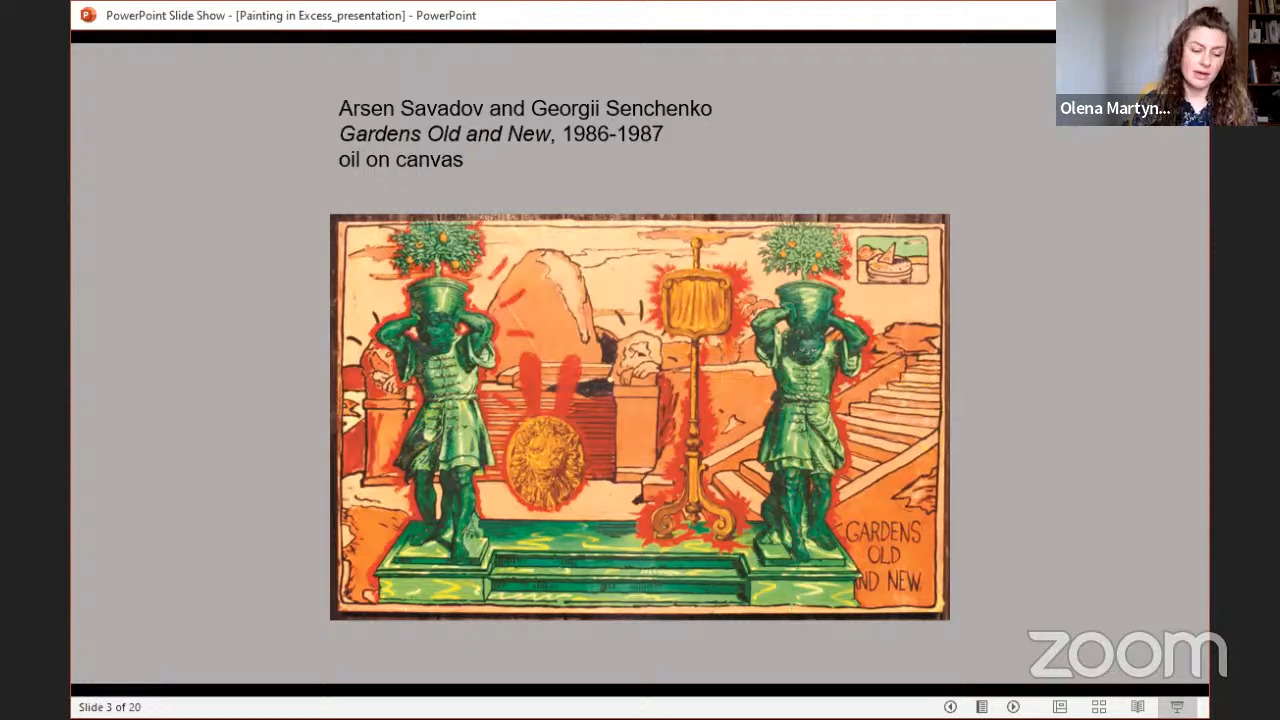 PowerPoint Slide Show - [Painting in Excess_presentation] - PowerPoint
Olena Martyn...
Arsen Savadov and Georgii Senchenko
Gardens Old and New, 1986-1987
oil on canvas
GARDENS
OLD
AND NEW
zoom
Slide 3 of 20